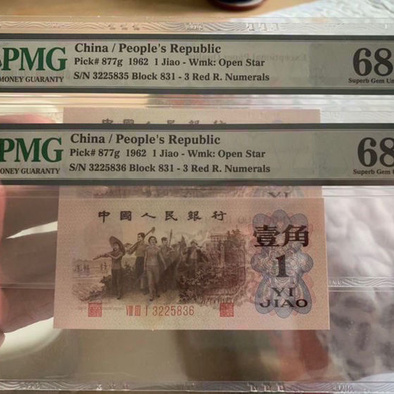 PMG
MONEY GUARANTY
China / People's Republic
Pick# 877g 1962 1 Jiao - Wmk: Open Star
S/N 3225835 Block 831 - 3 Red R. Numerals
68
Superb Gem
PMG
MONEY GUARANTY
China / People's Republic
Pick# 877g 1962 1 Jiao - Wmk: Open Star
S/N 3225836 Block 831 - 3 Red R. Numerals
68
Superb Gem
中國人民銀行
壹角
1
YI
JIAO
VIII III I 3225836